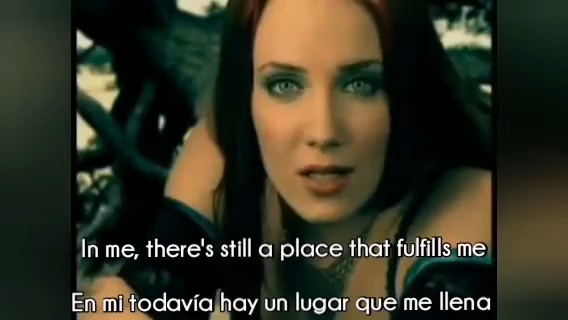 In me, there's still a place that fulfills me
En mi todavía hay un lugar que me llena